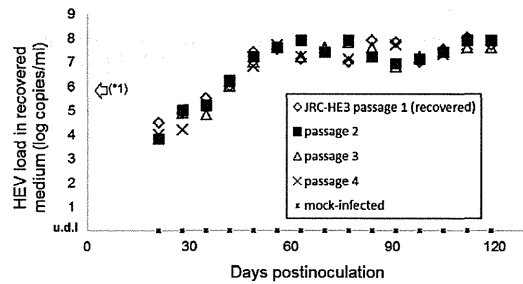 HEV load in recovered
medium (log copies/ml)
9
8
7
6
5
4
3
2
1
u.d.l
(*1)
JRC-HE3 passage 1 (recovered)
passage 2
passage 3
passage 4
mock-infected
0 30 60 90 120
Days postinoculation